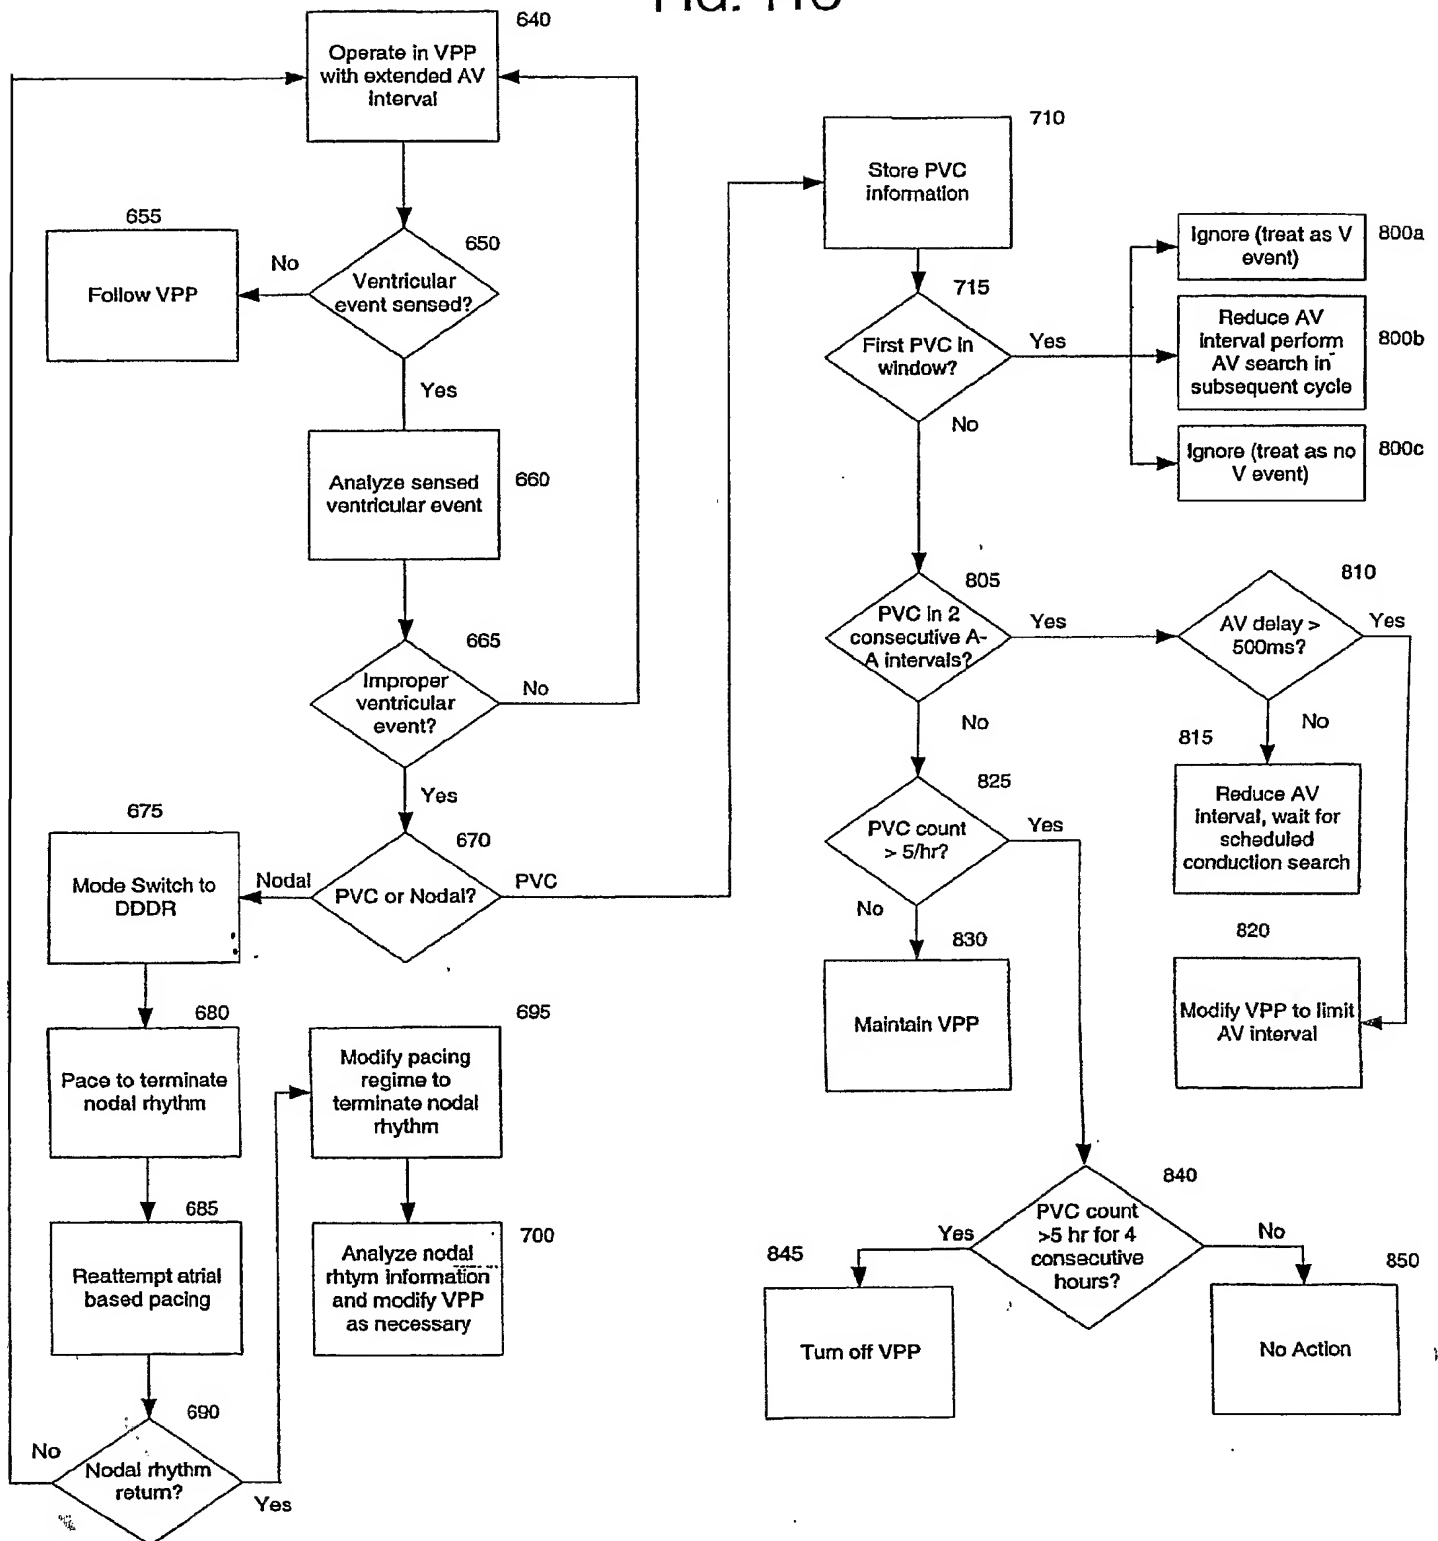 640
Operate in VPP
with extended AV
interval
655
Follow VPP
No
650
Ventricular
event sensed?
Yes
Analyze sensed
ventricular event
660
665
Improper
ventricular
event?
No
Yes
675
Mode Switch to
DDDR
Nodal
670
PVC or Nodal?
PVC
680
Pace to terminate
nodal rhythm
695
Modify pacing
regime to
terminate nodal
rhythm
685
Reattempt atrial
based pacing
700
Analyze nodal
rhtym information
and modify VPP
as necessary
690
No
Nodal rhythm
return?
Yes
710
Store PVC
information
715
First PVC in
window?
Yes
No
Ignore (treat as V
event)
800a
Reduce AV
interval perform
AV search in
subsequent cycle
800b
Ignore (treat as no
V event)
800c
805
PVC in 2
consecutive A-
A intervals?
Yes
No
810
AV delay >
500ms?
Yes
No
815
Reduce AV
interval, wait for
scheduled
conduction search
820
Modify VPP to limit
AV interval
825
PVC count
> 5/hr?
Yes
No
830
Maintain VPP
840
PVC count
>5 hr for 4
consecutive
hours?
Yes
No
845
Turn off VPP
850
No Action